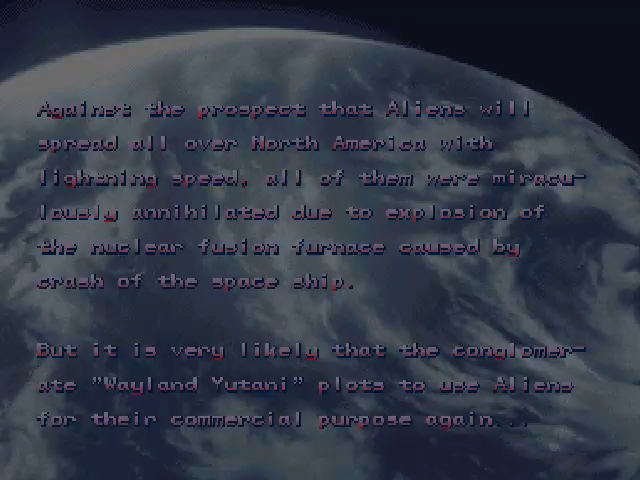 Against the prospect that Aliens will
spread all over North America with
lightning speed, all of them were miracu-
lously annihilated due to explosion of
the nuclear fusion furnace caused by
crash of the space ship.
But it is very likely that the conglomer-
ate "Wayland Yutani" plots to use Aliens
for their commercial purpose again...